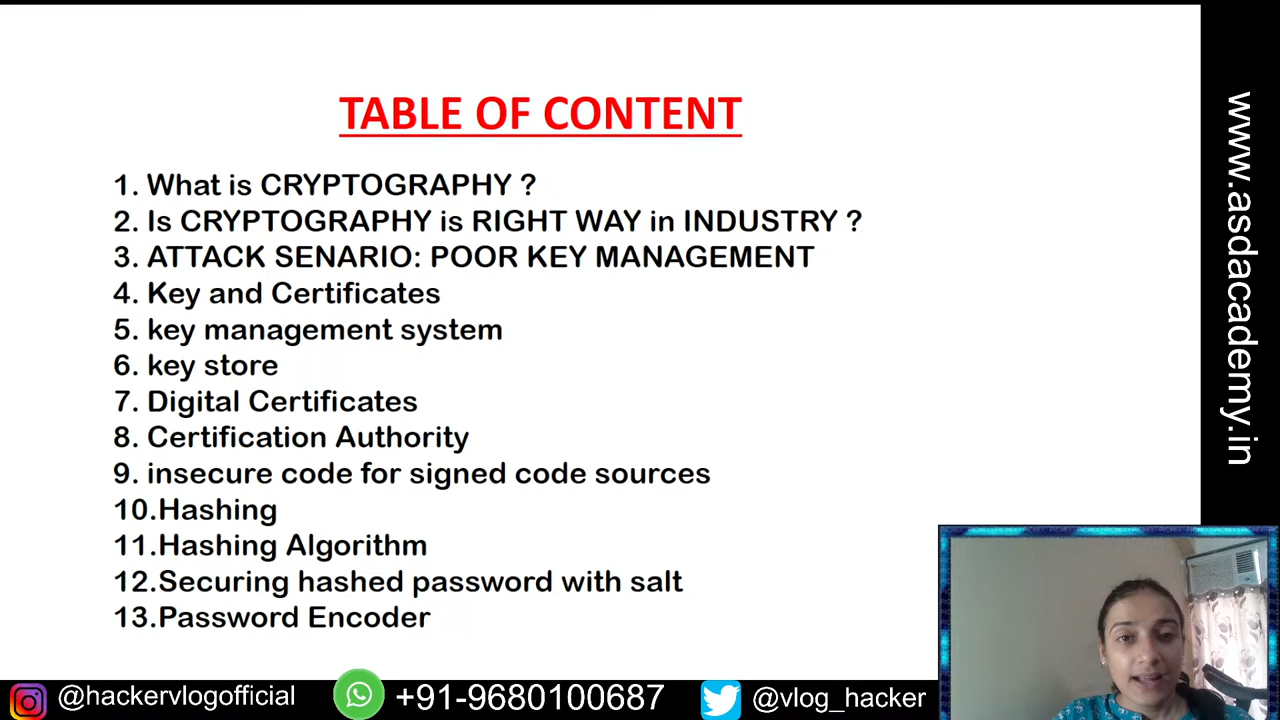 TABLE OF CONTENT
1. What is CRYPTOGRAPHY ?
2. Is CRYPTOGRAPHY is RIGHT WAY in INDUSTRY ?
3. ATTACK SENARIO: POOR KEY MANAGEMENT
4. Key and Certificates
5. key management system
6. key store
7. Digital Certificates
8. Certification Authority
9. insecure code for signed code sources
10.Hashing
11.Hashing Algorithm
12.Securing hashed password with salt
13.Password Encoder
www.asdacademy.in
@hackervlogofficial
+91-9680100687
@vlog_hacker